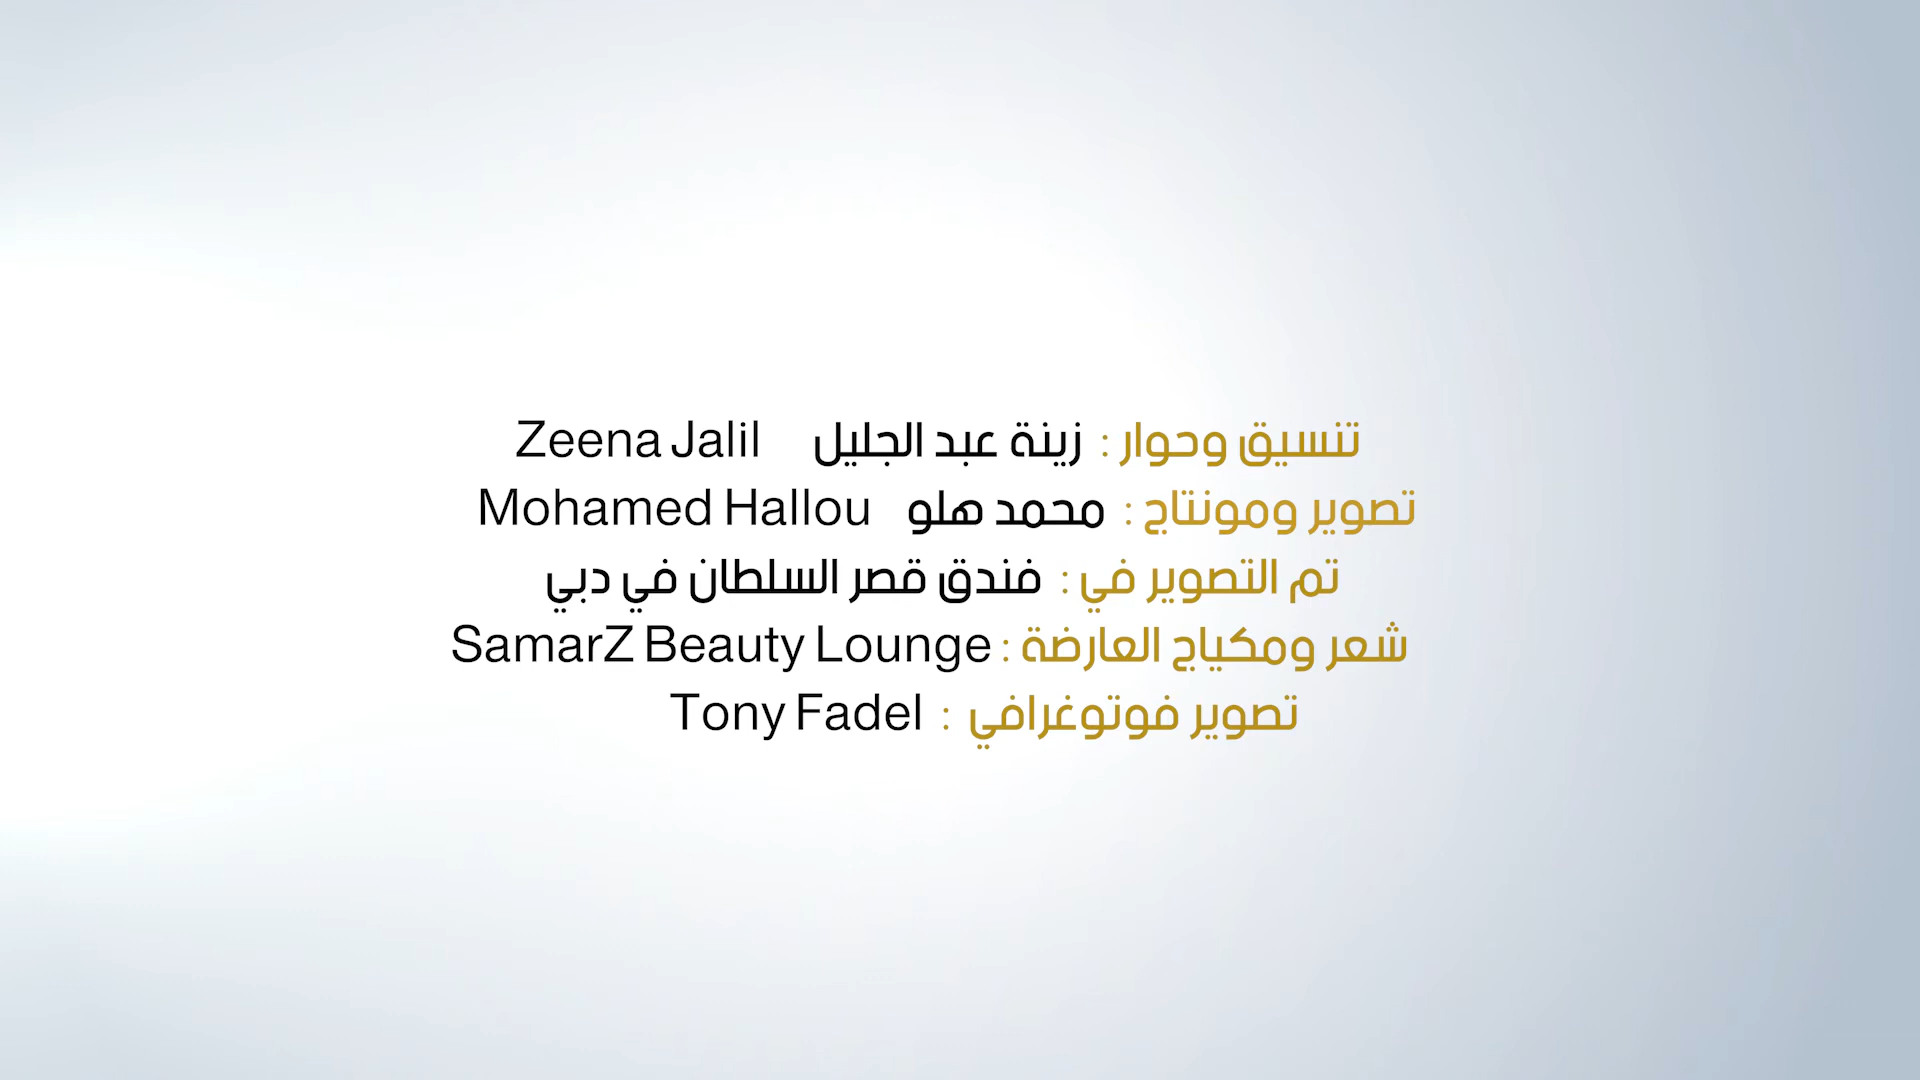 تنسيق وحوار : زينة عبد الجليل Zeena Jalil
تصوير ومونتاج : محمد هلو Mohamed Hallou
تم التصوير في : فندق قصر السلطان في دبي
شعر ومكياج العارضة : SamarZ Beauty Lounge
تصوير فوتوغرافي : Tony Fadel